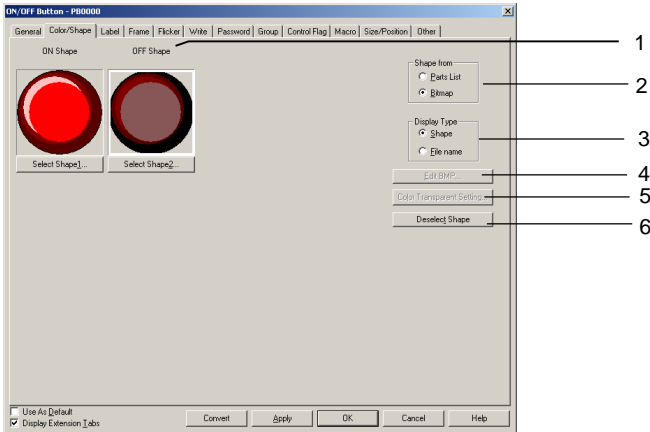 ON/OFF Button - PB0000
General Color/Shape Label Frame Flicker Write Password Group Control Flag Macro Size/Position Other
ON Shape OFF Shape
Select Shape1... Select Shape2...
Shape from
Parts List
Bitmap
Display Type
Shape
File name
Edit BMP...
Color Transparent Setting...
Deselect Shape
1
2
3
4
5
6
Use As Default
Display Extension Tabs
Convert Apply OK Cancel Help